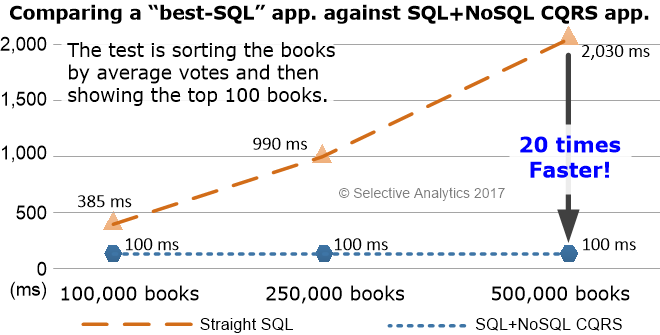 Comparing a “best-SQL” app. against SQL+NoSQL CQRS app.
2,000
The test is sorting the books
by average votes and then
showing the top 100 books.
2,030 ms
1,500
990 ms
20 times
Faster!
1,000
385 ms
© Selective Analytics 2017
500
100 ms
100 ms
100 ms
0
(ms)
100,000 books
250,000 books
500,000 books
Straight SQL
SQL+NoSQL CQRS